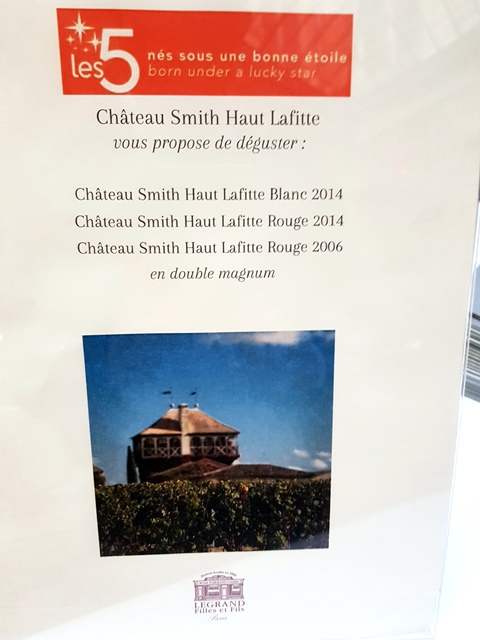 les 5
nés sous une bonne étoile
born under a lucky star
Château Smith Haut Lafitte
vous propose de déguster :
Château Smith Haut Lafitte Blanc 2014
Château Smith Haut Lafitte Rouge 2014
Château Smith Haut Lafitte Rouge 2006
en double magnum
LEGRAND
Filles et Fils
Paris